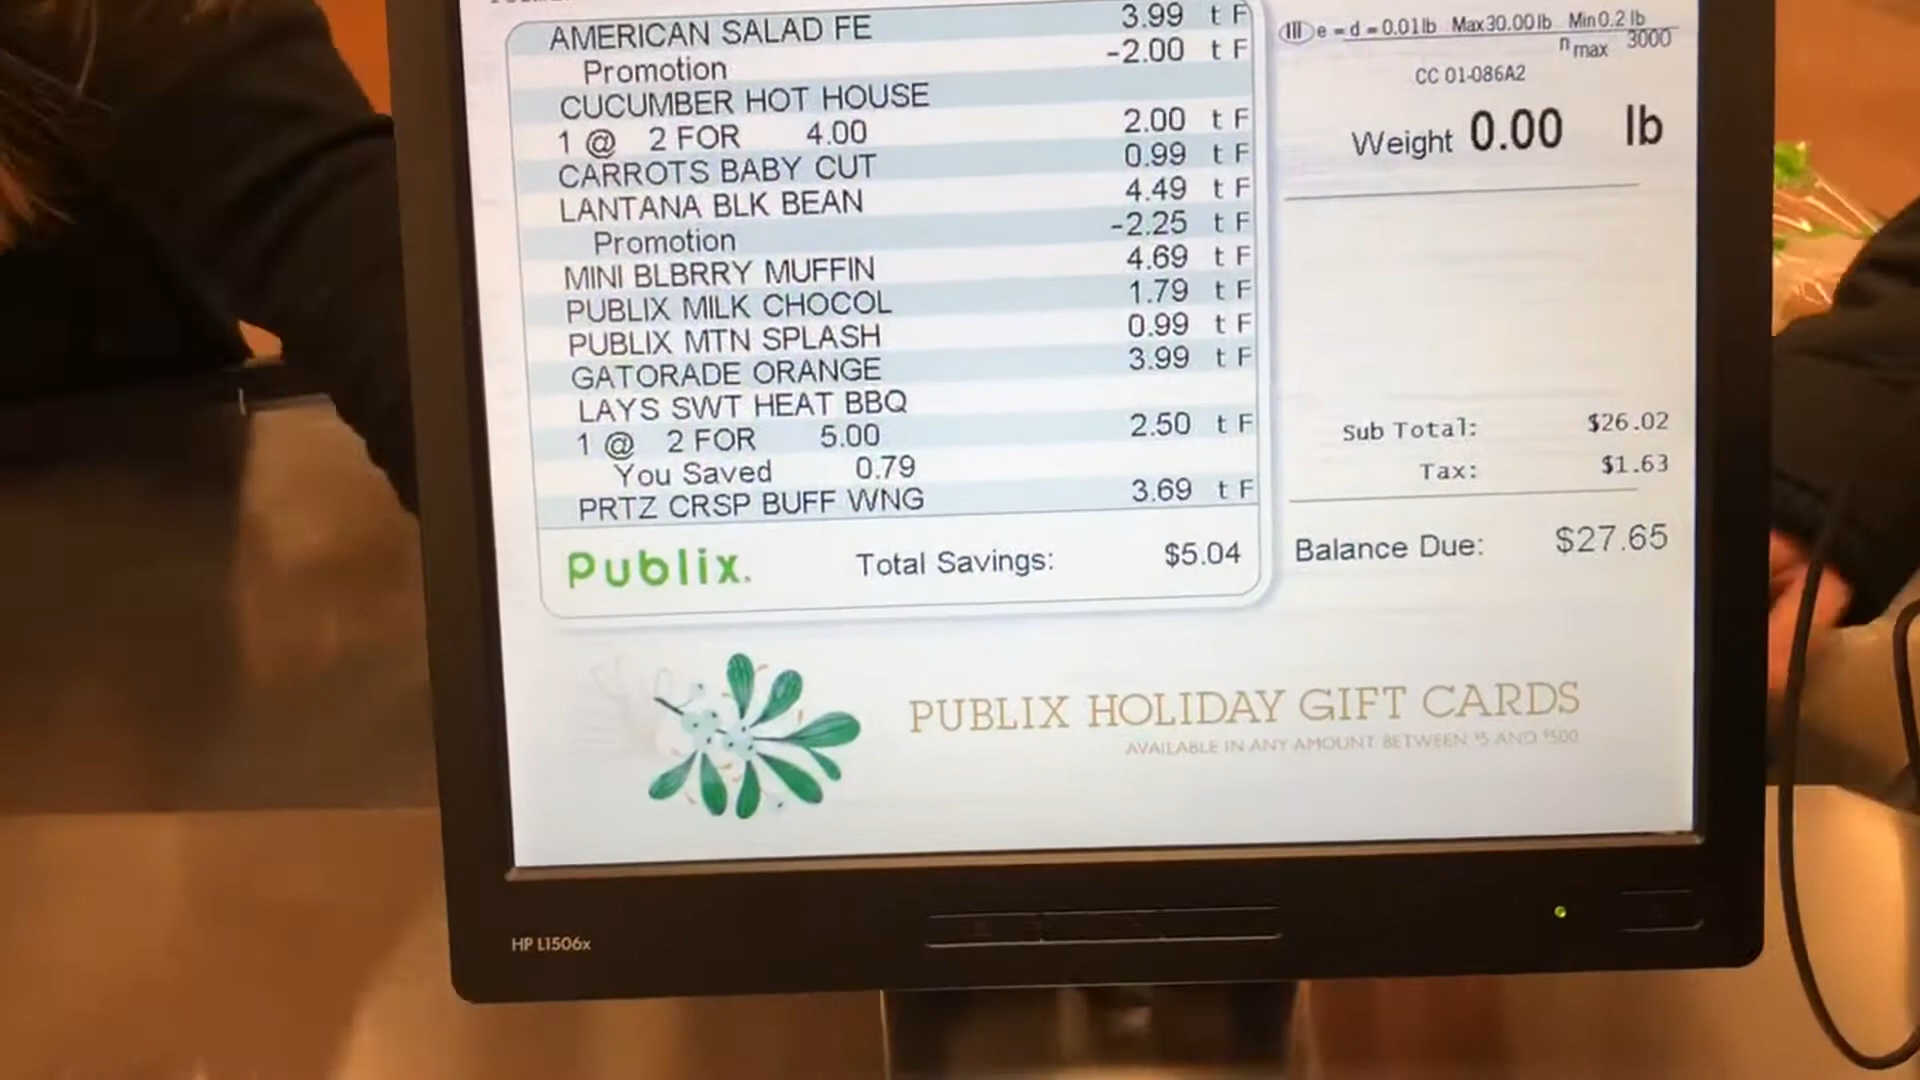 AMERICAN SALAD FE 3.99 t F
Promotion -2.00 t F
CUCUMBER HOT HOUSE
1 @ 2 FOR 4.00 2.00 t F
CARROTS BABY CUT 0.99 t F
LANTANA BLK BEAN 4.49 t F
Promotion -2.25 t F
MINI BLBRRY MUFFIN 4.69 t F
PUBLIX MILK CHOCOL 1.79 t F
PUBLIX MTN SPLASH 0.99 t F
GATORADE ORANGE 3.99 t F
LAYS SWT HEAT BBQ
1 @ 2 FOR 5.00 2.50 t F
You Saved 0.79
PRTZ CRSP BUFF WNG 3.69 t F
Publix. Total Savings: $5.04
III e = d = 0.01 lb Max 30.00 lb Min 0.2 lb
n max 3000
CC 01-086A2
Weight 0.00 lb
Sub Total: $26.02
Tax: $1.63
Balance Due: $27.65
PUBLIX HOLIDAY GIFT CARDS
AVAILABLE IN ANY AMOUNT BETWEEN $5 AND $500
HP L1506x